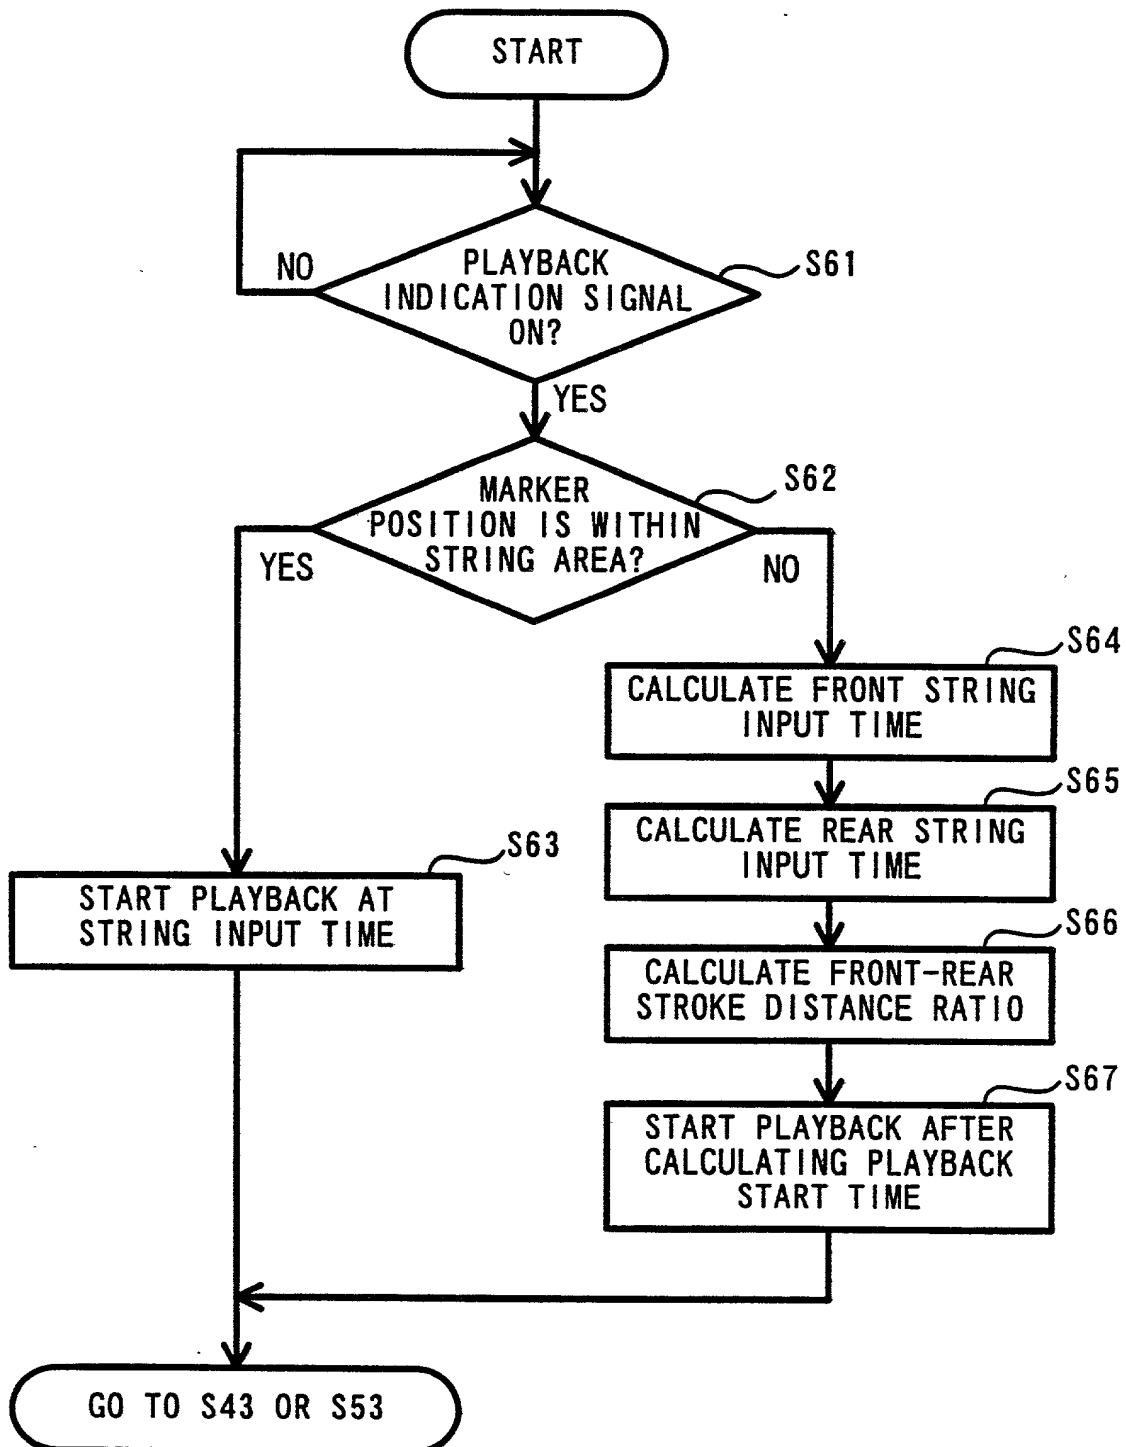 START
NO
PLAYBACK
INDICATION SIGNAL
ON?
S61
YES
MARKER
POSITION IS WITHIN
STRING AREA?
S62
YES
NO
S64
CALCULATE FRONT STRING
INPUT TIME
S65
CALCULATE REAR STRING
INPUT TIME
S63
START PLAYBACK AT
STRING INPUT TIME
S66
CALCULATE FRONT-REAR
STROKE DISTANCE RATIO
S67
START PLAYBACK AFTER
CALCULATING PLAYBACK
START TIME
GO TO S43 OR S53